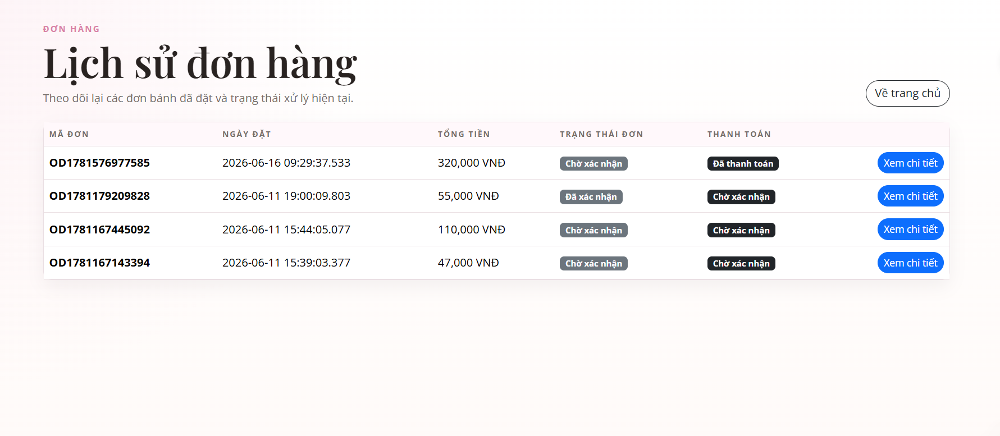 ĐƠN HÀNG
Lịch sử đơn hàng
Theo dõi lại các đơn bánh đã đặt và trạng thái xử lý hiện tại.
Về trang chủ
MÃ ĐƠN NGÀY ĐẶT TỔNG TIỀN TRẠNG THÁI ĐƠN THANH TOÁN
OD1781576977585 2026-06-16 09:29:37.533 320,000 VNĐ Chờ xác nhận Đã thanh toán Xem chi tiết
OD1781179209828 2026-06-11 19:00:09.803 55,000 VNĐ Đã xác nhận Chờ xác nhận Xem chi tiết
OD1781167445092 2026-06-11 15:44:05.077 110,000 VNĐ Chờ xác nhận Chờ xác nhận Xem chi tiết
OD1781167143394 2026-06-11 15:39:03.377 47,000 VNĐ Chờ xác nhận Chờ xác nhận Xem chi tiết